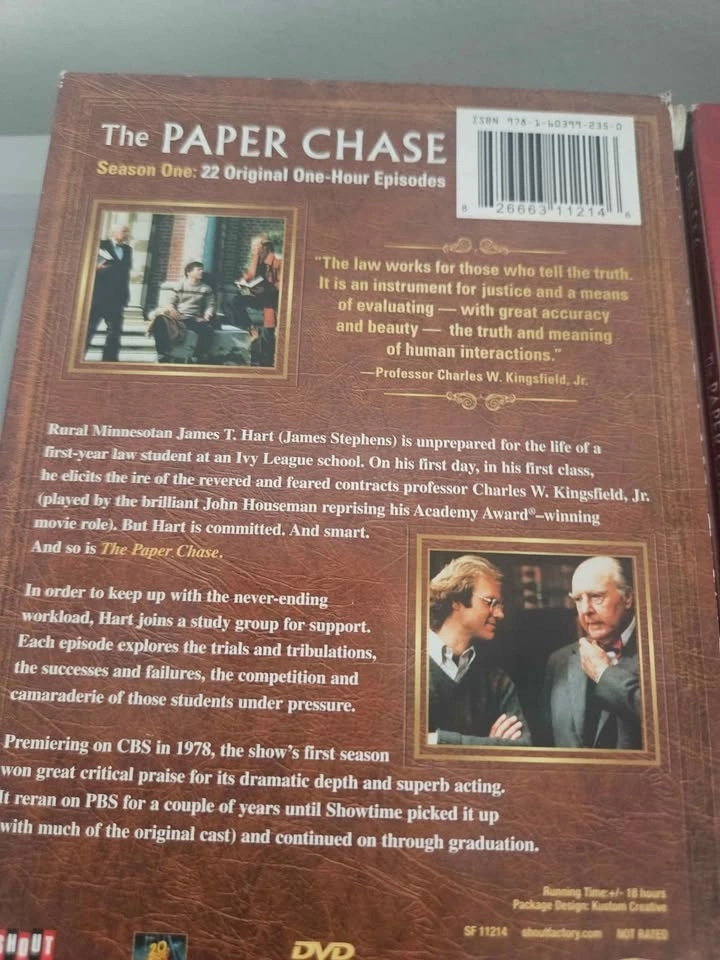 The PAPER CHASE
Season One: 22 Original One-Hour Episodes
ISBN 978-1-60399-235-0
8 26663 11214 6
"The law works for those who tell the truth.
It is an instrument for justice and a means
of evaluating — with great accuracy
and beauty — the truth and meaning
of human interactions."
—Professor Charles W. Kingsfield, Jr.
Rural Minnesotan James T. Hart (James Stephens) is unprepared for the life of a
first-year law student at an Ivy League school. On his first day, in his first class,
he elicits the ire of the revered and feared contracts professor Charles W. Kingsfield, Jr.
(played by the brilliant John Houseman reprising his Academy Award®–winning
movie role). But Hart is committed. And smart.
And so is The Paper Chase.
In order to keep up with the never-ending
workload, Hart joins a study group for support.
Each episode explores the trials and tribulations,
the successes and failures, the competition and
camaraderie of those students under pressure.
Premiering on CBS in 1978, the show's first season
won great critical praise for its dramatic depth and superb acting.
It reran on PBS for a couple of years until Showtime picked it up
with much of the original cast) and continued on through graduation.
Running Time: +/- 18 hours
Package Design: Kustom Creative
SF 11214 shoutfactory.com NOT RATED
SHOUT
20
DVD